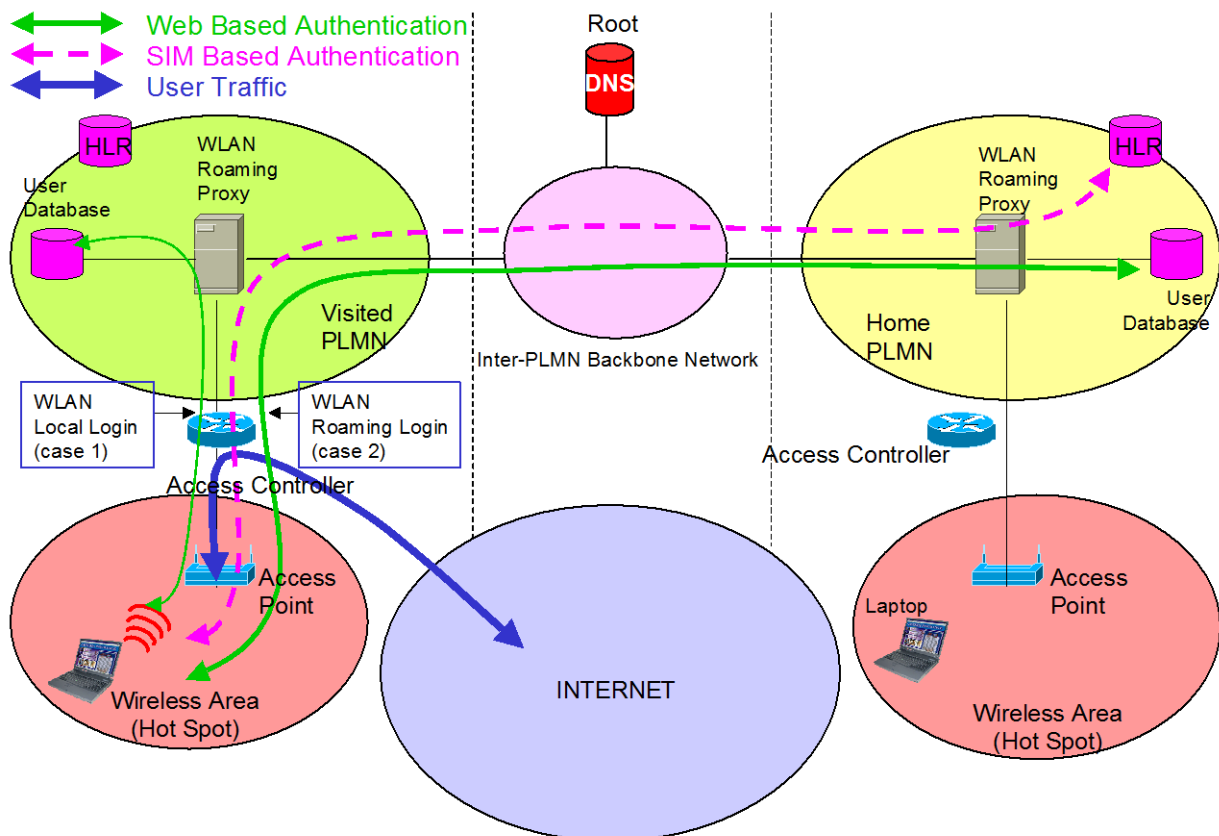 Web Based Authentication
SIM Based Authentication
User Traffic
Root
DNS
HLR
WLAN
Roaming
Proxy
User
Database
Visited
PLMN
Inter-PLMN Backbone Network
WLAN
Roaming
Proxy
HLR
User
Database
Home
PLMN
WLAN
Local Login
(case 1)
WLAN
Roaming Login
(case 2)
Access Controller
Access Controller
Access
Point
Wireless Area
(Hot Spot)
INTERNET
Laptop
Access
Point
Wireless Area
(Hot Spot)